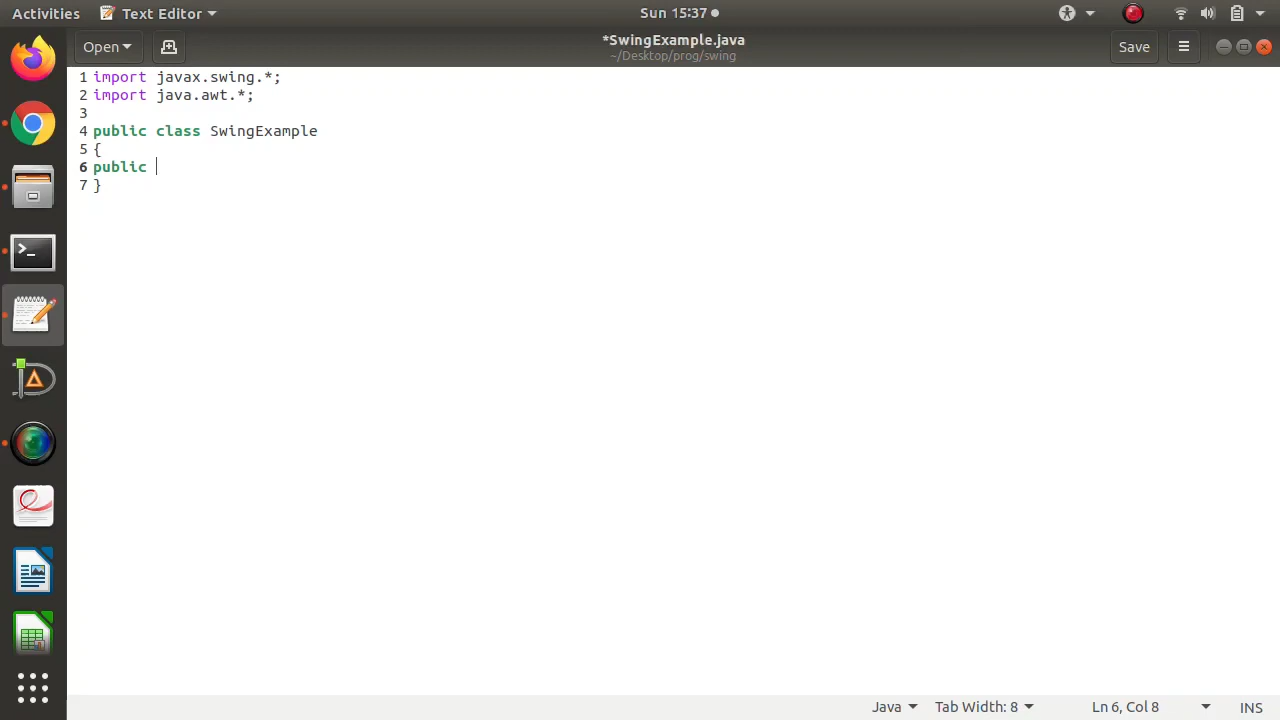 Activities Text Editor Sun 15:37
Open *SwingExample.java Save
~/Desktop/prog/swing
1 import javax.swing.*;
2 import java.awt.*;
3
4 public class SwingExample
5 {
6 public
7 }
Java Tab Width: 8 Ln 6, Col 8 INS